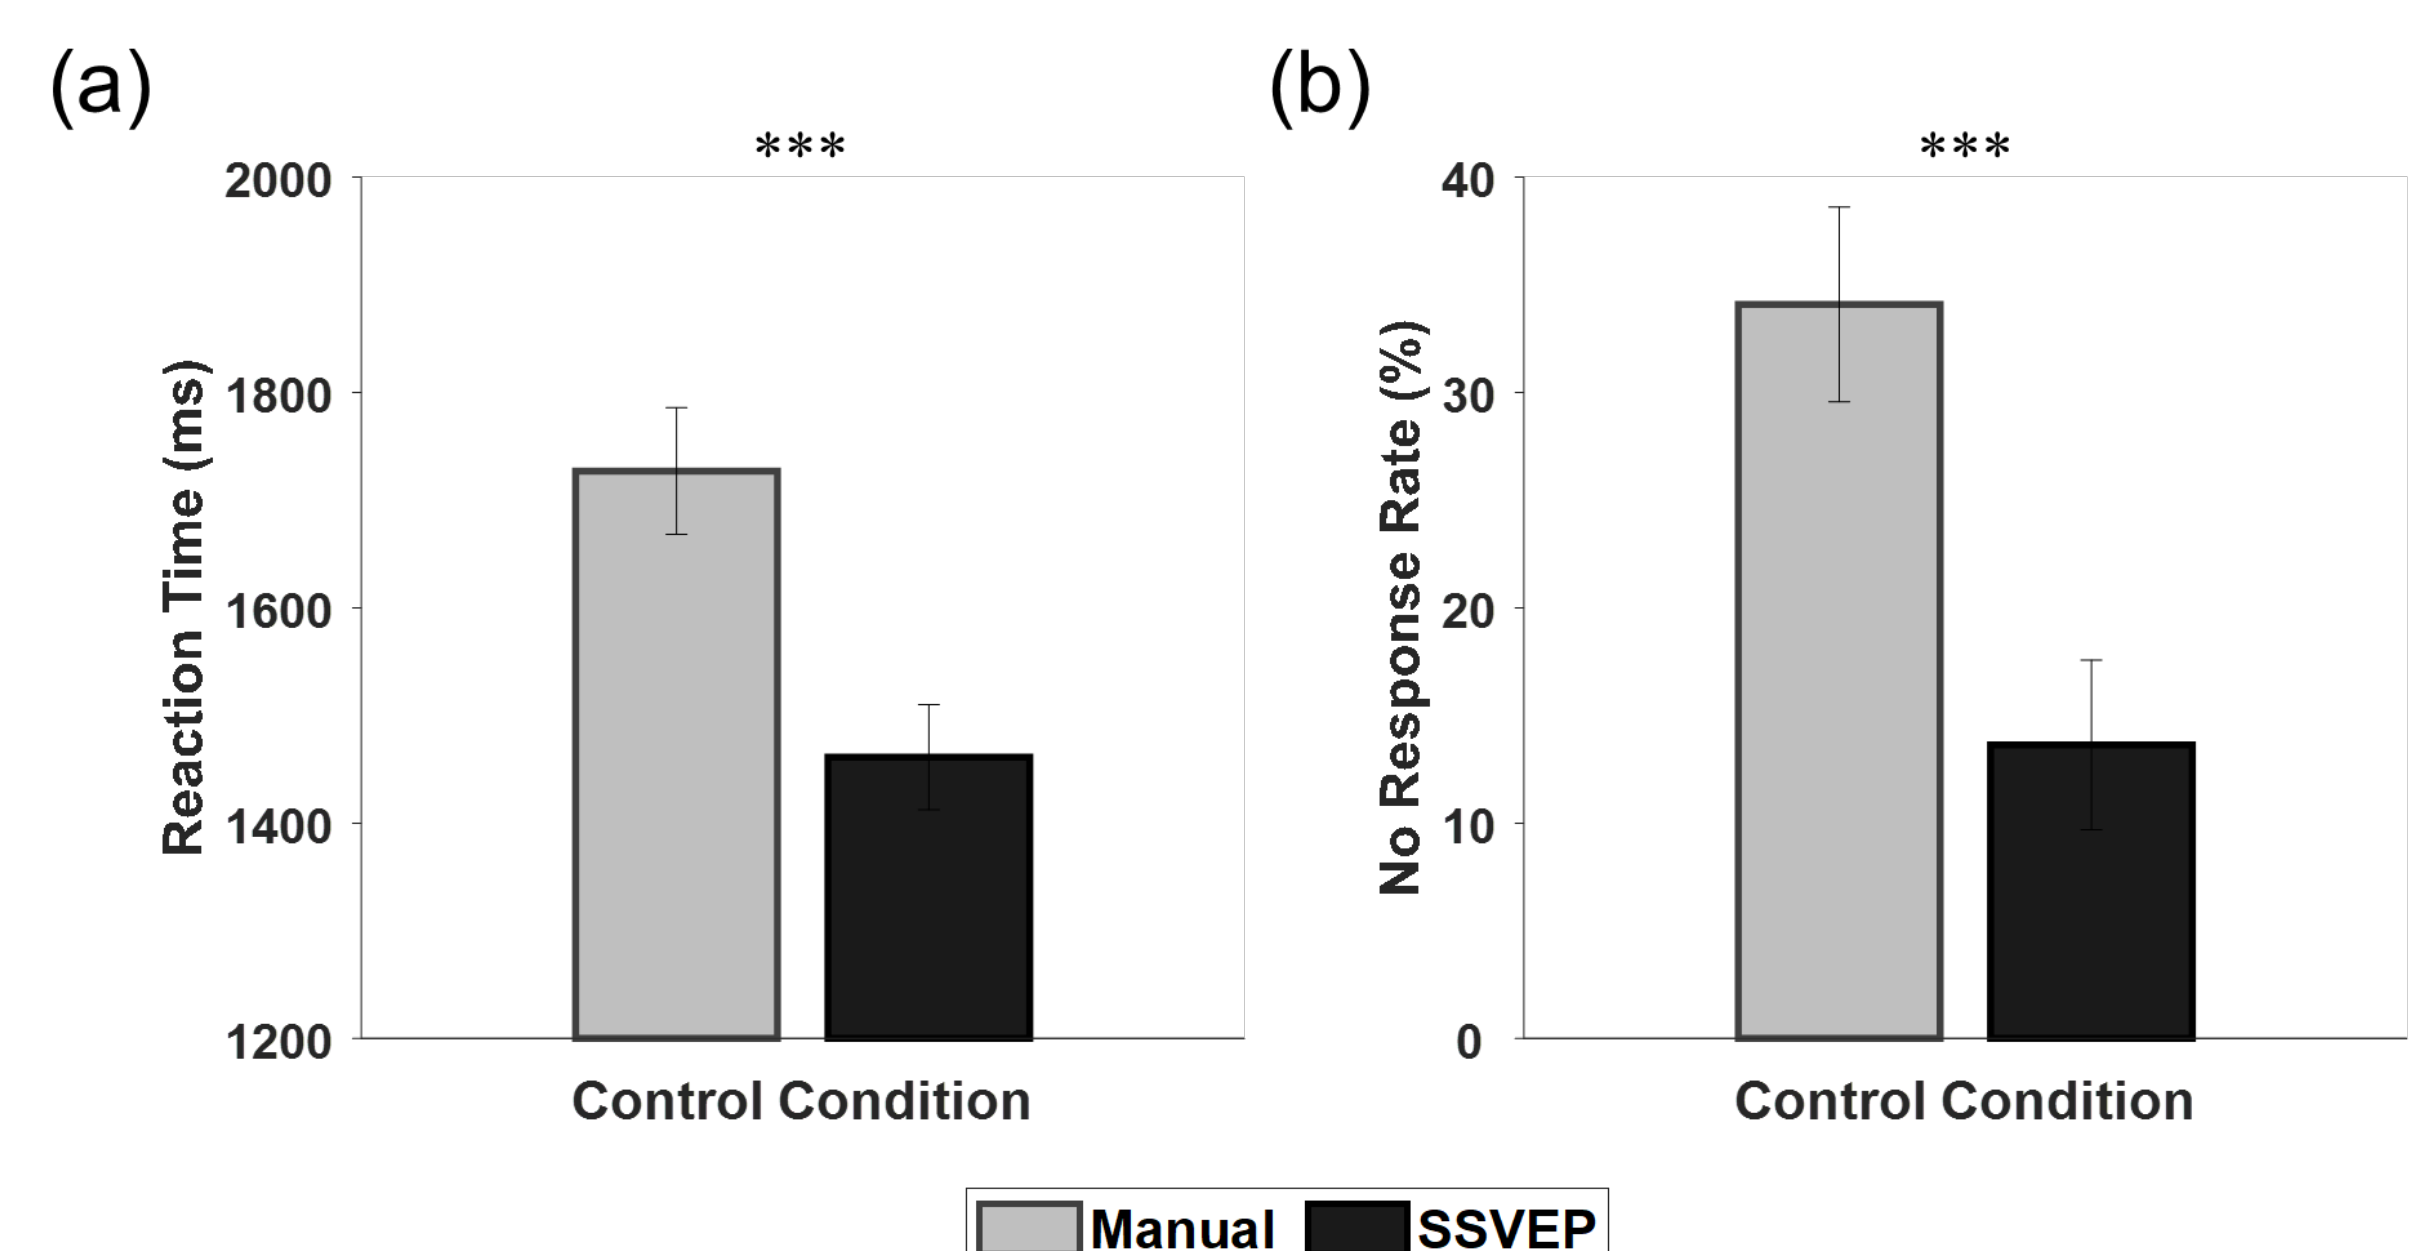 (a)
(b)
***
***
2000
1800
1600
1400
1200
Reaction Time (ms)
Control Condition
40
30
20
10
0
No Response Rate (%)
Control Condition
Manual
SSVEP